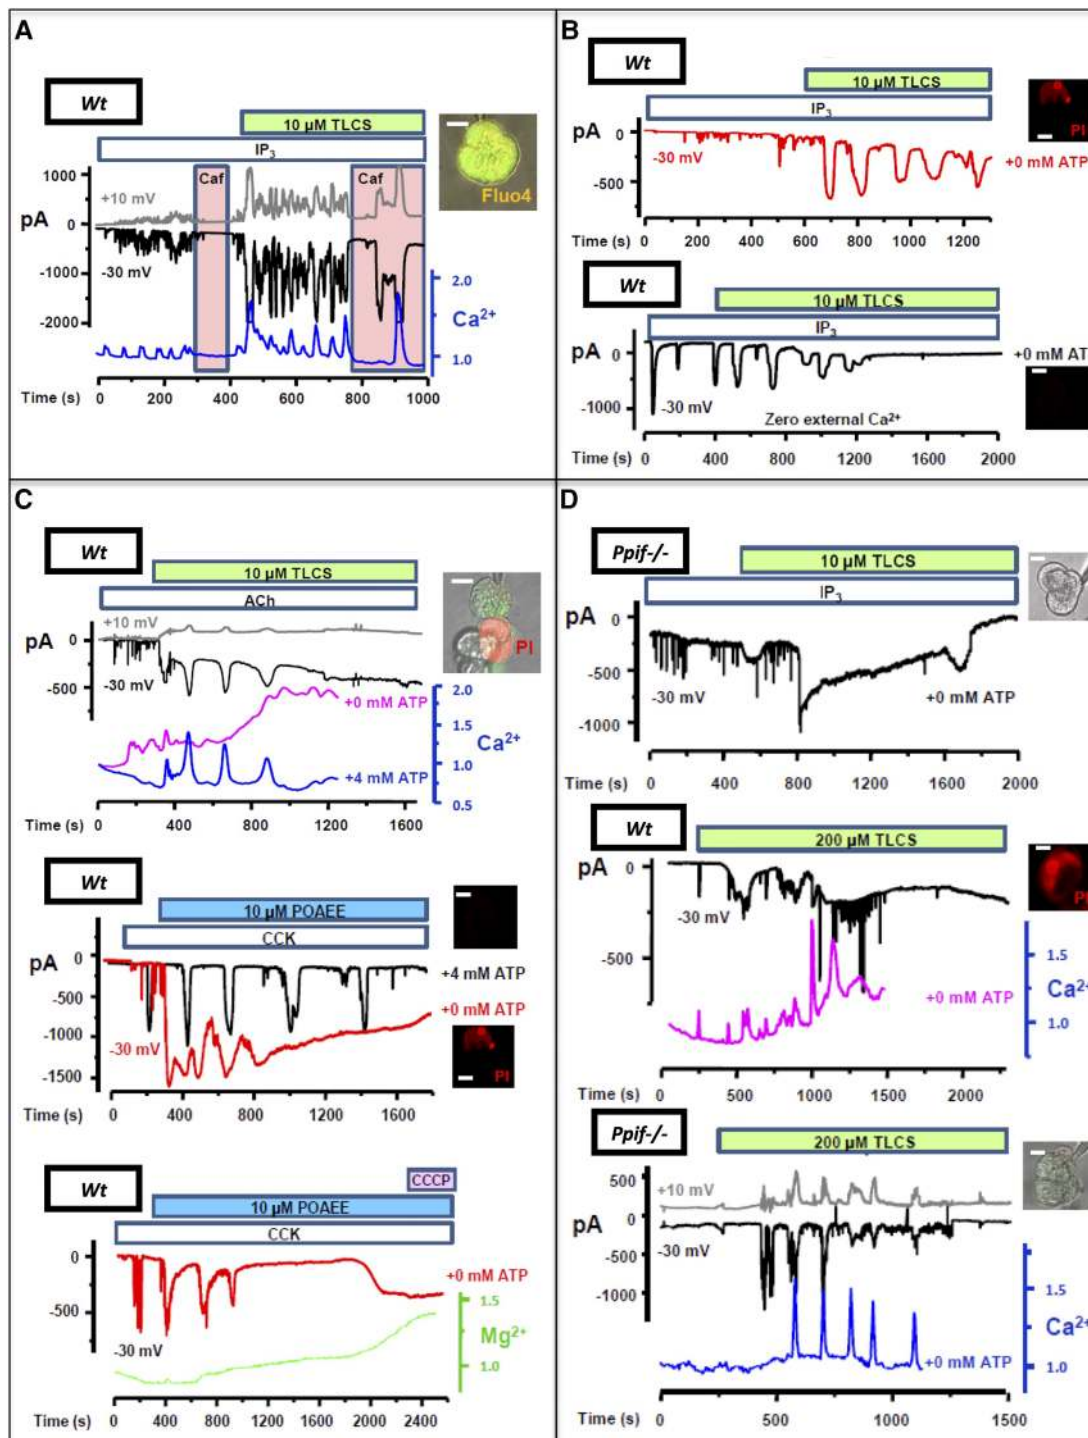 A
Wt
10 µM TLCS
IP3
Caf
Caf
Fluo4
1000
+10 mV
pA
0
-1000
-30 mV
-2000
2.0
Ca2+
1.0
Time (s)
0 200 400 600 800 1000
B
Wt
10 µM TLCS
IP3
PI
pA
0
-30 mV
+0 mM ATP
-500
Time (s)
0 200 400 600 800 1000 1200
Wt
10 µM TLCS
IP3
pA
0
+0 mM AT
-30 mV
-1000
Zero external Ca2+
Time (s)
0 400 800 1200 1600 2000
C
Wt
10 µM TLCS
ACh
PI
+10 mV
pA
0
-30 mV
-500
2.0
+0 mM ATP
1.5
Ca2+
1.0
+4 mM ATP
0.5
Time (s)
0 400 800 1200 1600
Wt
10 µM POAEE
CCK
pA
0
+4 mM ATP
-500
+0 mM ATP
-1000
-30 mV
PI
-1500
Time (s)
0 400 800 1200 1600
Wt
CCCP
10 µM POAEE
CCK
pA
0
+0 mM ATP
-500
-30 mV
1.5
Mg2+
1.0
Time (s)
0 400 800 1200 1600 2000 2400
D
Ppif-/-
10 µM TLCS
IP3
pA
0
-500
-30 mV
+0 mM ATP
-1000
Time (s)
0 400 800 1200 1600 2000
Wt
200 µM TLCS
PI
0
pA
-30 mV
-500
1.5
+0 mM ATP
Ca2+
1.0
Time (s)
0 500 1000 1500 2000
Ppif-/-
200 µM TLCS
500
+10 mV
pA
0
-30 mV
-500
-1000
1.5
Ca2+
+0 mM ATP
1.0
Time (s)
500 1000 1500